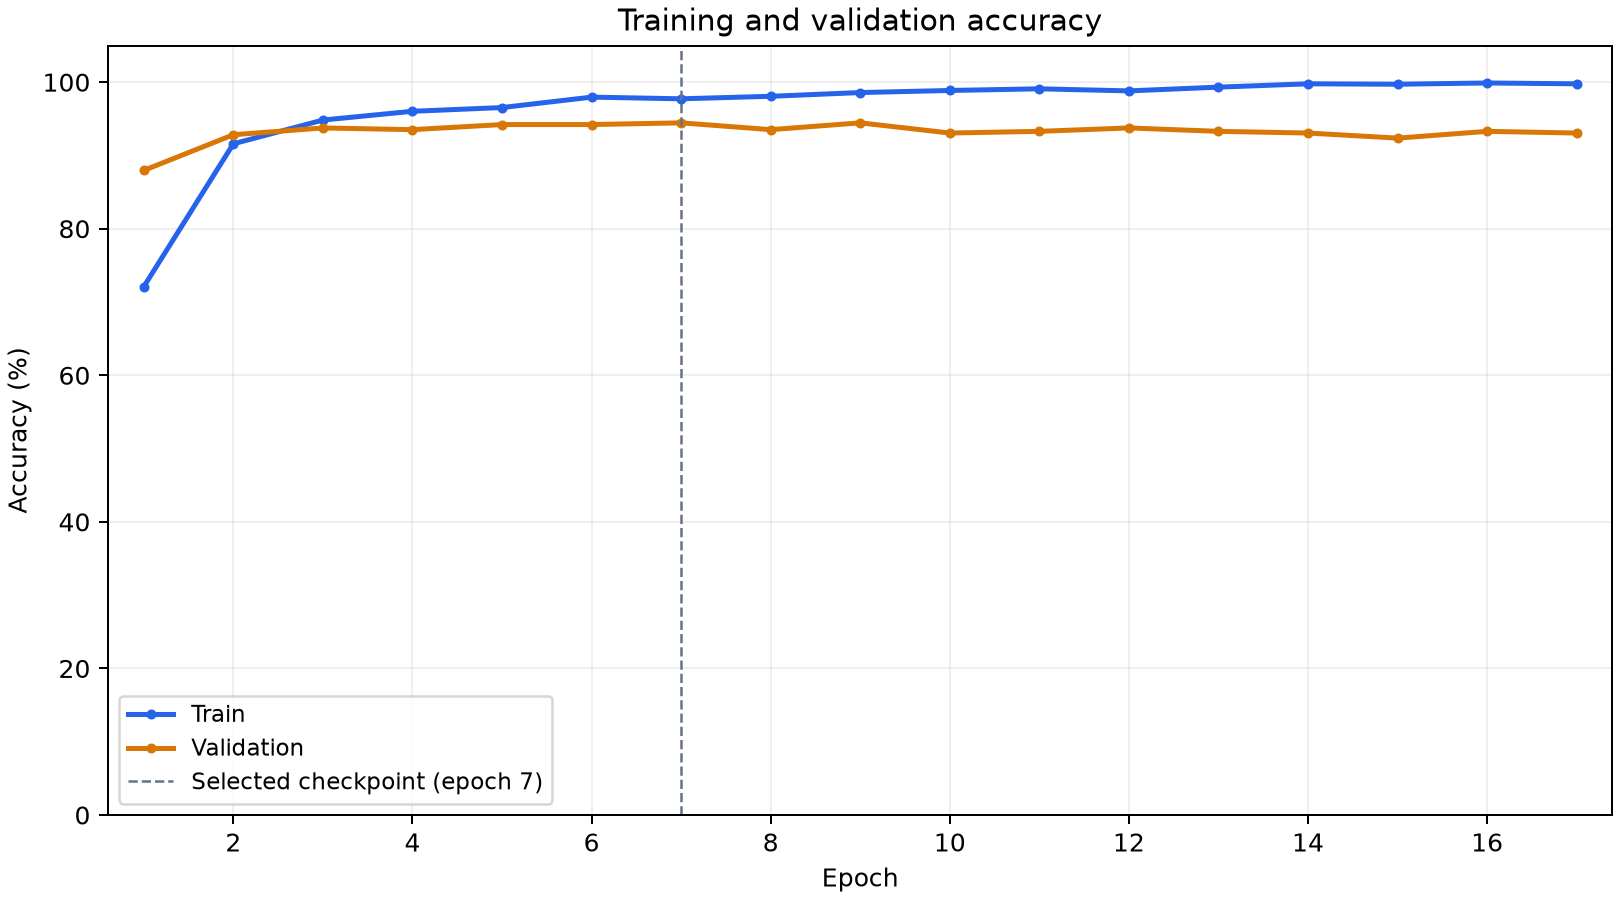 Training and validation accuracy
Accuracy (%)
100
80
60
40
20
0
Train
Validation
Selected checkpoint (epoch 7)
2 4 6 8 10 12 14 16
Epoch